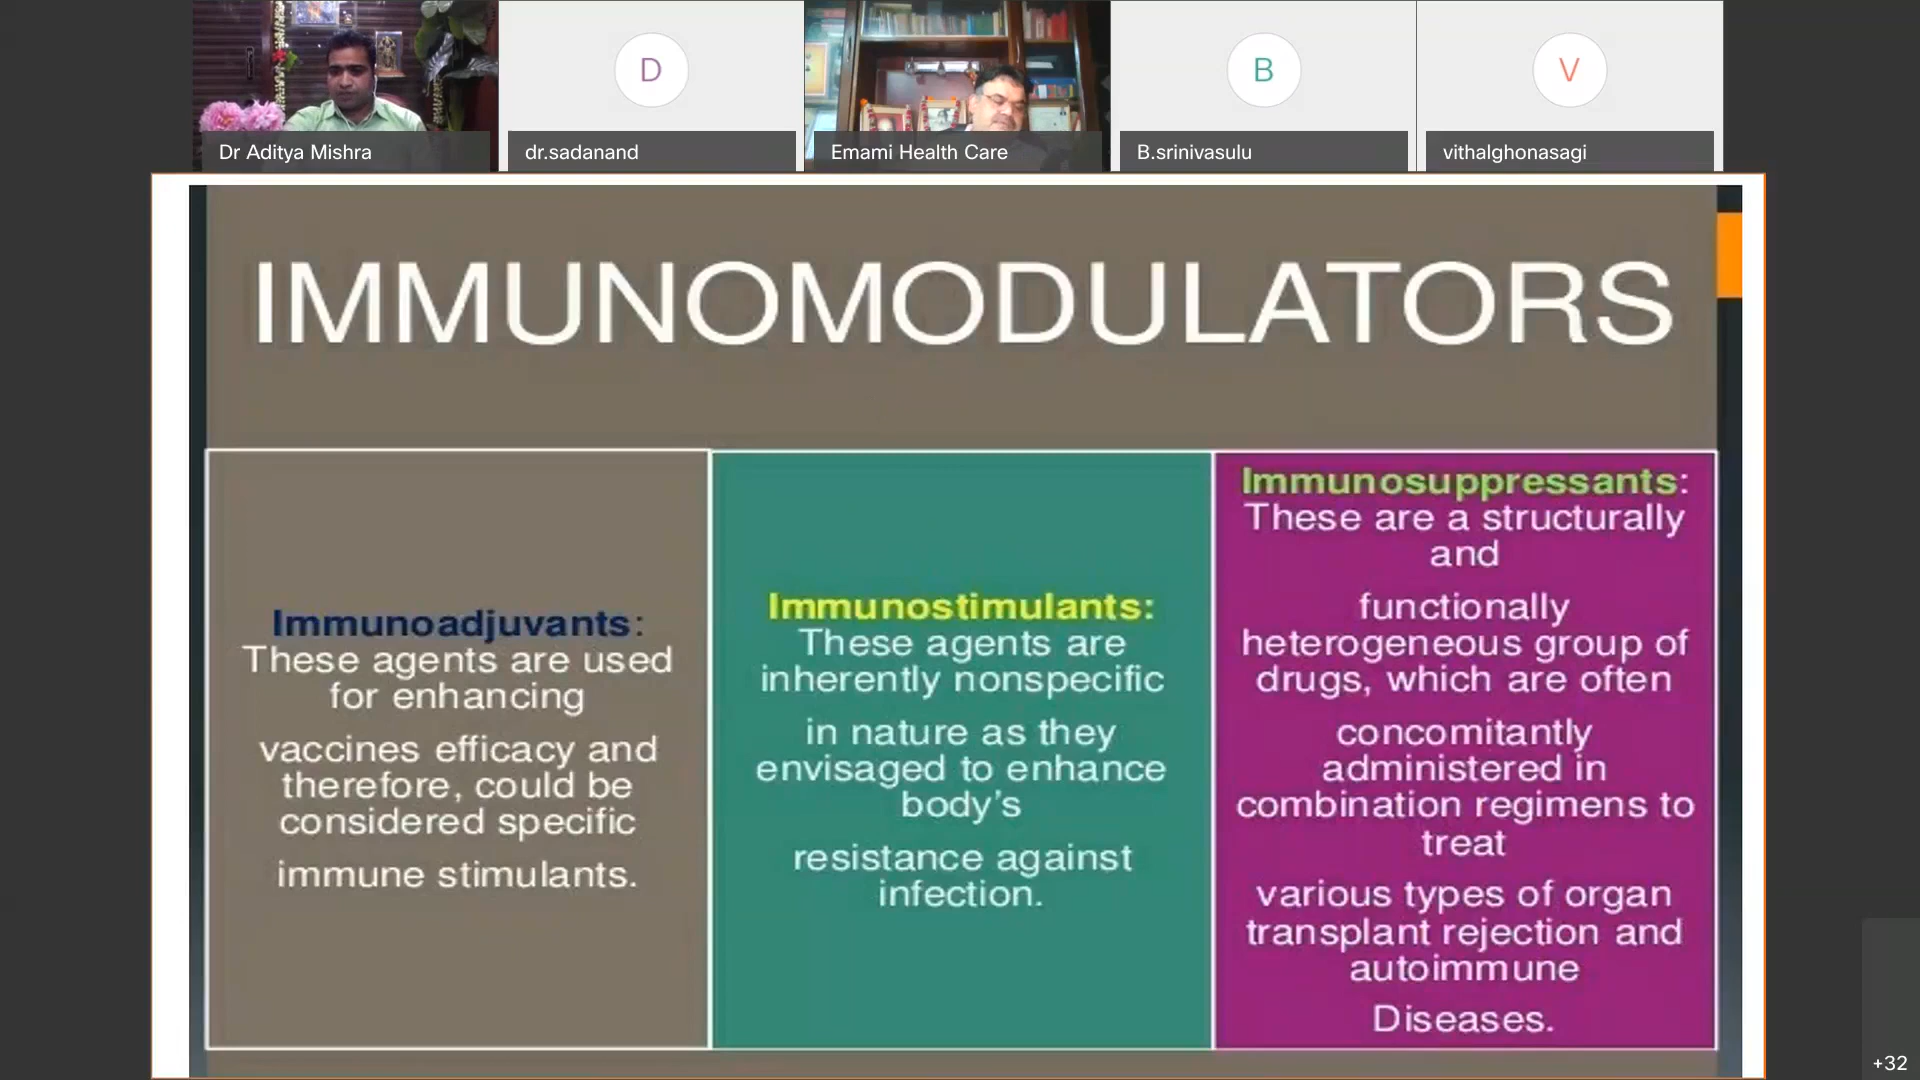 D
B
V
Dr Aditya Mishra
dr.sadanand
Emami Health Care
B.srinivasulu
vithalghonasagi
IMMUNOMODULATORS
Immunoadjuvants:
These agents are used
for enhancing
vaccines efficacy and
therefore, could be
considered specific
immune stimulants.
Immunostimulants:
These agents are
inherently nonspecific
in nature as they
envisaged to enhance
body's
resistance against
infection.
Immunosuppressants:
These are a structurally
and
functionally
heterogeneous group of
drugs, which are often
concomitantly
administered in
combination regimens to
treat
various types of organ
transplant rejection and
autoimmune
Diseases.
+32